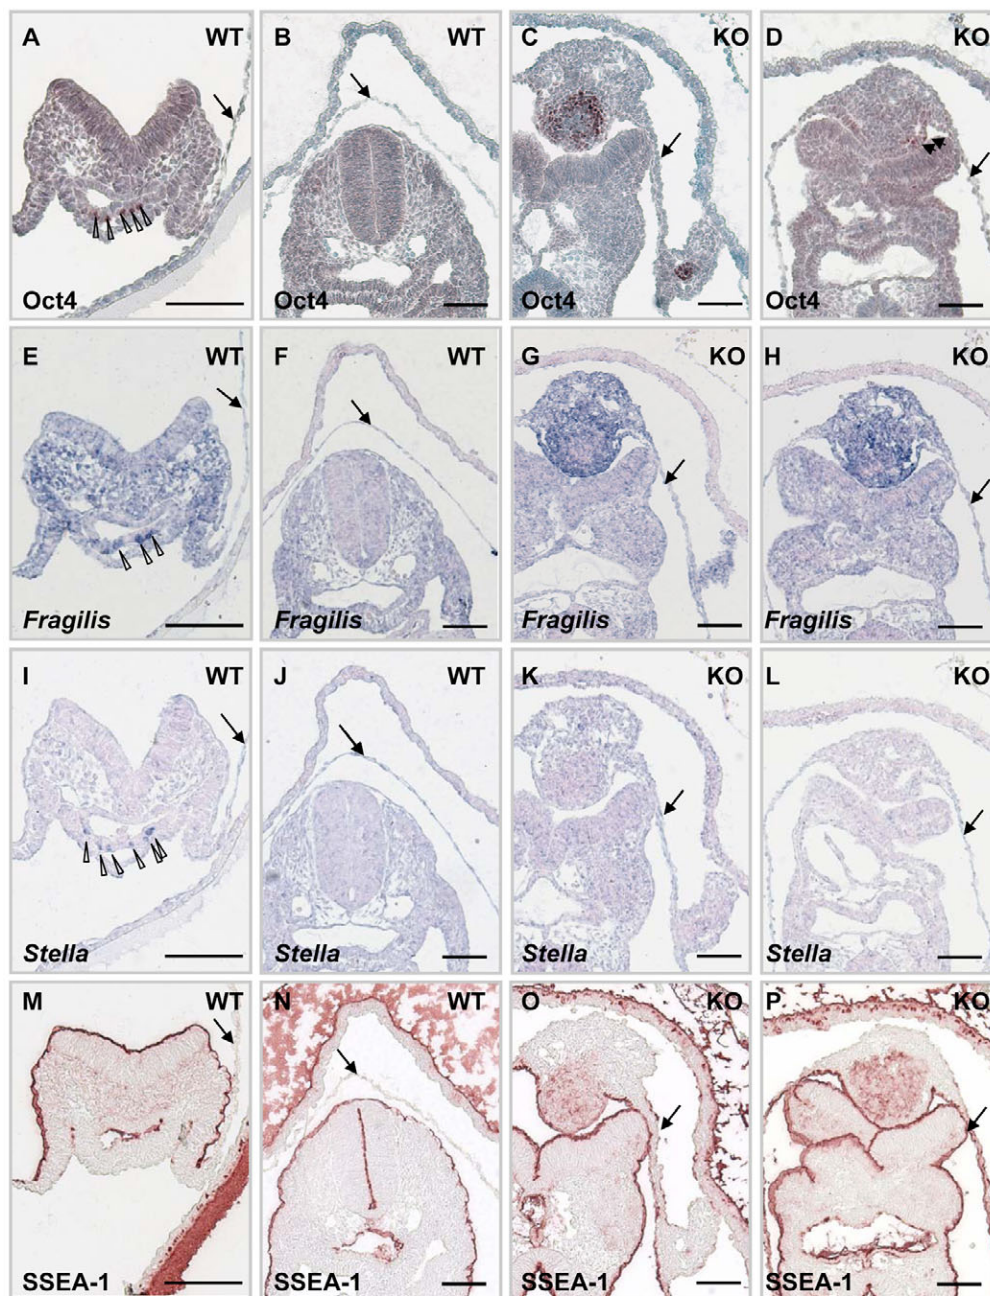 A WT
Oct4
B WT
Oct4
C KO
Oct4
D KO
Oct4
E WT
Fragilis
F WT
Fragilis
G KO
Fragilis
H KO
Fragilis
I WT
Stella
J WT
Stella
K KO
Stella
L KO
Stella
M WT
SSEA-1
N WT
SSEA-1
O KO
SSEA-1
P KO
SSEA-1